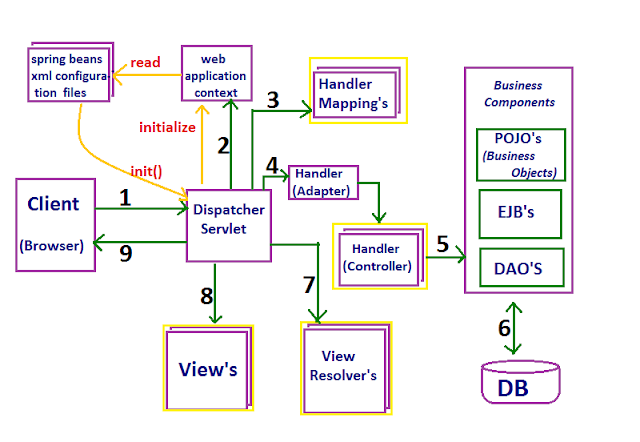 spring beans
xml configura-
tion files
read
web
application
context
initialize
init()
3
Handler
Mapping's
Business
Components
POJO's
(Business
Objects)
EJB's
DAO'S
2
4
Handler
(Adapter)
Client
(Browser)
1
9
Dispatcher
Servlet
Handler
(Controller)
5
6
DB
7
8
View's
View
Resolver's